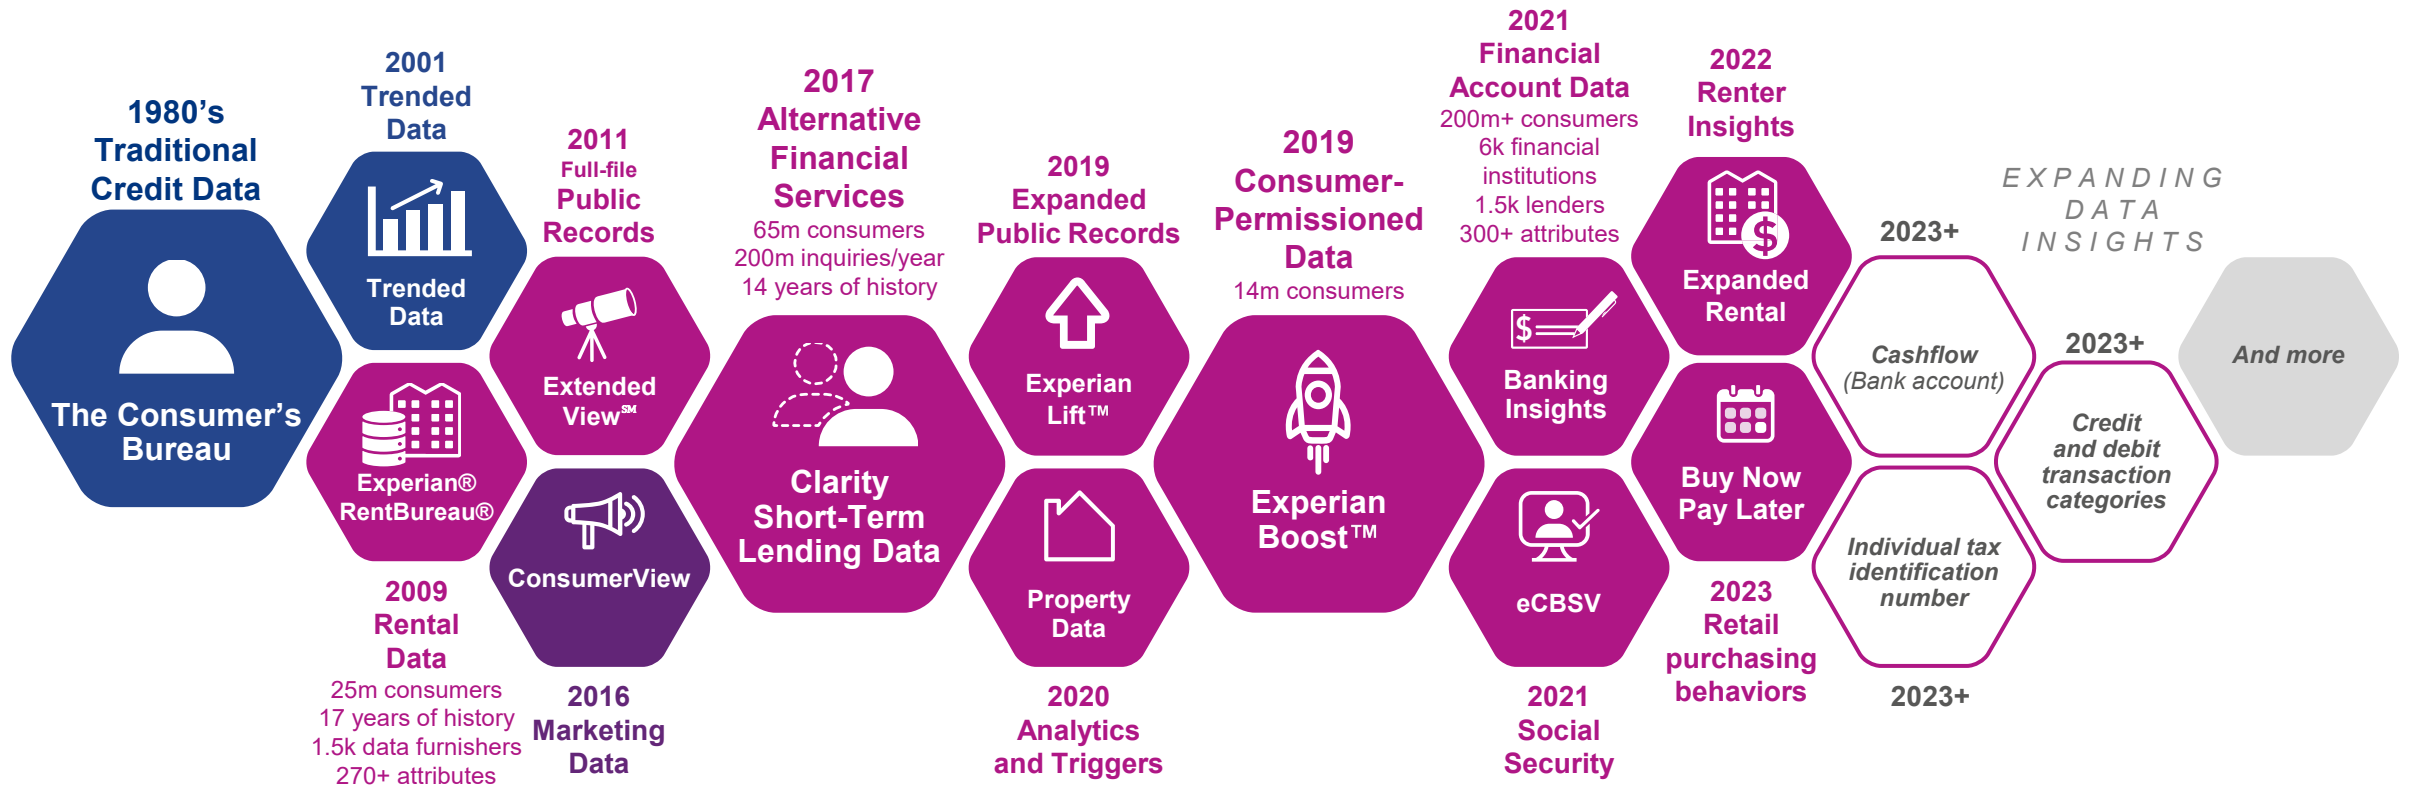 1980’s
Traditional
Credit Data
The Consumer’s
Bureau
2001
Trended
Data
Trended
Data
Experian®
RentBureau®
2009
Rental
Data
25m consumers
17 years of history
1.5k data furnishers
270+ attributes
2011
Full-file
Public
Records
Extended
View℠
ConsumerView
2016
Marketing
Data
2017
Alternative
Financial
Services
65m consumers
200m inquiries/year
14 years of history
Clarity
Short-Term
Lending Data
2019
Expanded
Public Records
Experian
Lift™
Property
Data
2020
Analytics
and Triggers
2019
Consumer-
Permissioned
Data
14m consumers
Experian
Boost™
2021
Financial
Account Data
200m+ consumers
6k financial
institutions
1.5k lenders
300+ attributes
$
Banking
Insights
eCBSV
2021
Social
Security
2022
Renter
Insights
$
Expanded
Rental
Buy Now
Pay Later
2023
Retail
purchasing
behaviors
2023+
Cashflow
(Bank account)
Individual tax
identification
number
2023+
EXPANDING
DATA
INSIGHTS
2023+
Credit
and debit
transaction
categories
And more